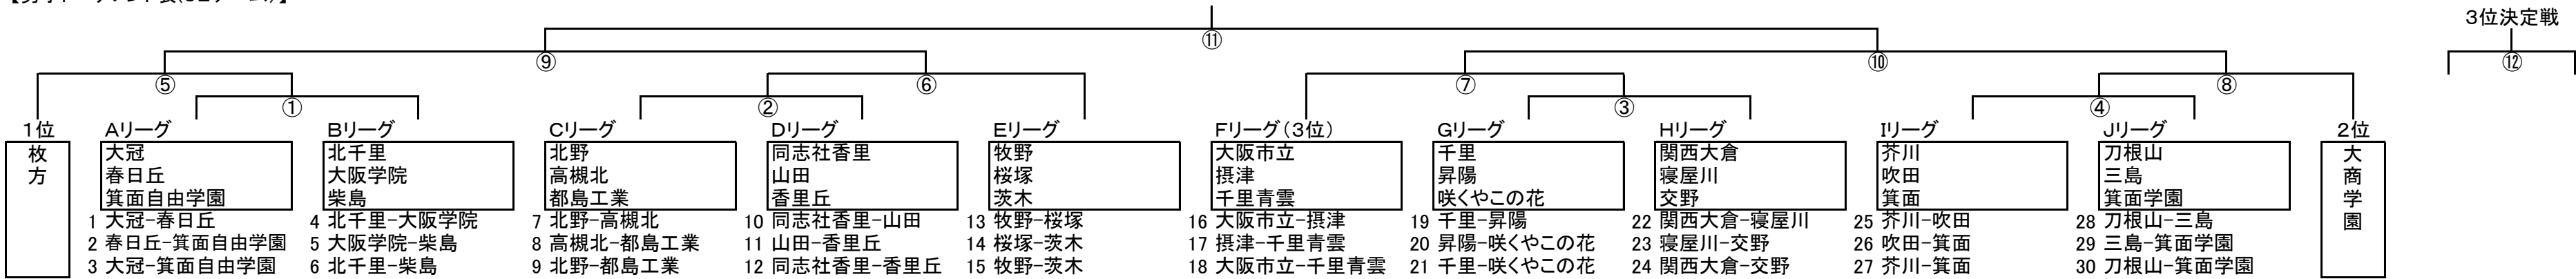 ３位決定戦
⑪
⑨
⑩
⑫
⑤
⑥
⑦
⑧
①
②
③
④
１位
Aリーグ
Bリーグ
Cリーグ
Dリーグ
Eリーグ
Fリーグ（３位）
Gリーグ
Hリーグ
Iリーグ
Jリーグ
２位
枚方
大冠
春日丘
箕面自由学園
1 大冠−春日丘
2 春日丘−箕面自由学園
3 大冠−箕面自由学園
北千里
大阪学院
柴島
4 北千里−大阪学院
5 大阪学院−柴島
6 北千里−柴島
北野
高槻北
都島工業
7 北野−高槻北
8 高槻北−都島工業
9 北野−都島工業
同志社香里
山田
香里丘
10 同志社香里−山田
11 山田−香里丘
12 同志社香里−香里丘
牧野
桜塚
茨木
13 牧野−桜塚
14 桜塚−茨木
15 牧野−茨木
大阪市立
摂津
千里青雲
16 大阪市立−摂津
17 摂津−千里青雲
18 大阪市立−千里青雲
千里
昇陽
咲くやこの花
19 千里−昇陽
20 昇陽−咲くやこの花
21 千里−咲くやこの花
関西大倉
寝屋川
交野
22 関西大倉−寝屋川
23 寝屋川−交野
24 関西大倉−交野
芥川
吹田
箕面
25 芥川−吹田
26 吹田−箕面
27 芥川−箕面
刀根山
三島
箕面学園
28 刀根山−三島
29 三島−箕面学園
30 刀根山−箕面学園
大商学園